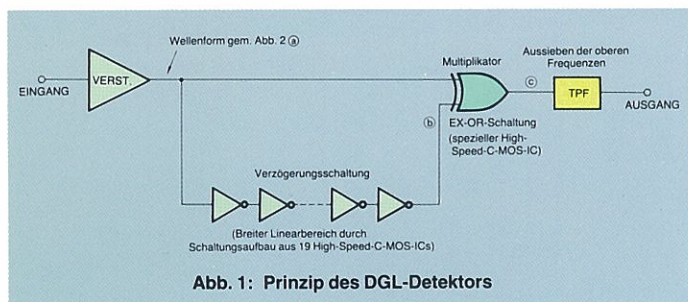 Wellenform gem. Abb. 2 ⓐ
VERST.
EINGANG
Multiplikator
Aussieben der oberen
Frequenzen
ⓒ
TPF
AUSGANG
ⓑ
EX-OR-Schaltung
(spezieller High-
Speed-C-MOS-IC)
Verzögerungsschaltung
(Breiter Linearbereich durch
Schaltungsaufbau aus 19 High-Speed-C-MOS-ICs)
Abb. 1: Prinzip des DGL-Detektors